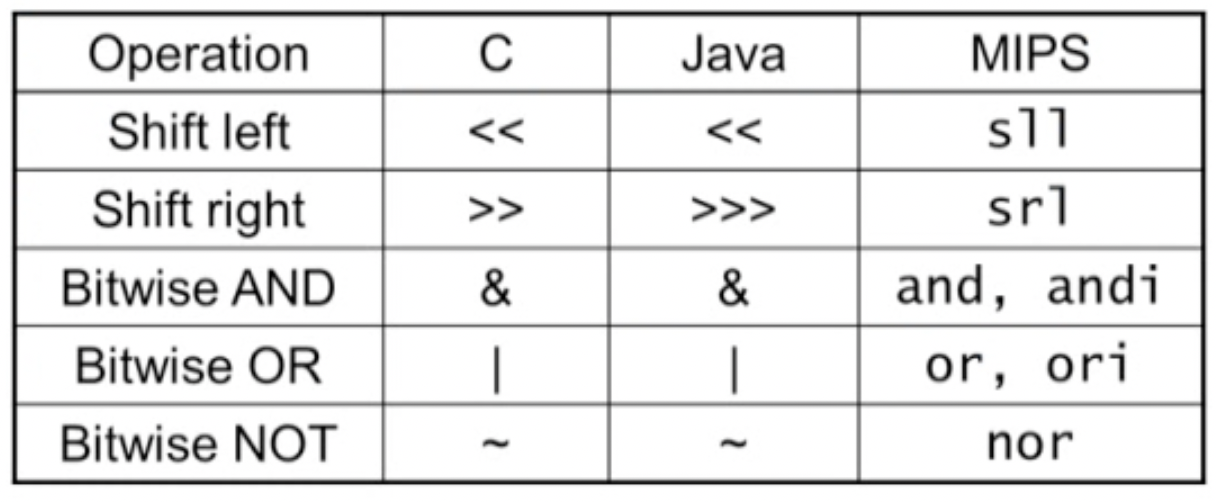 Operation C Java MIPS
Shift left << << sll
Shift right >> >>> srl
Bitwise AND & & and, andi
Bitwise OR | | or, ori
Bitwise NOT ~ ~ nor